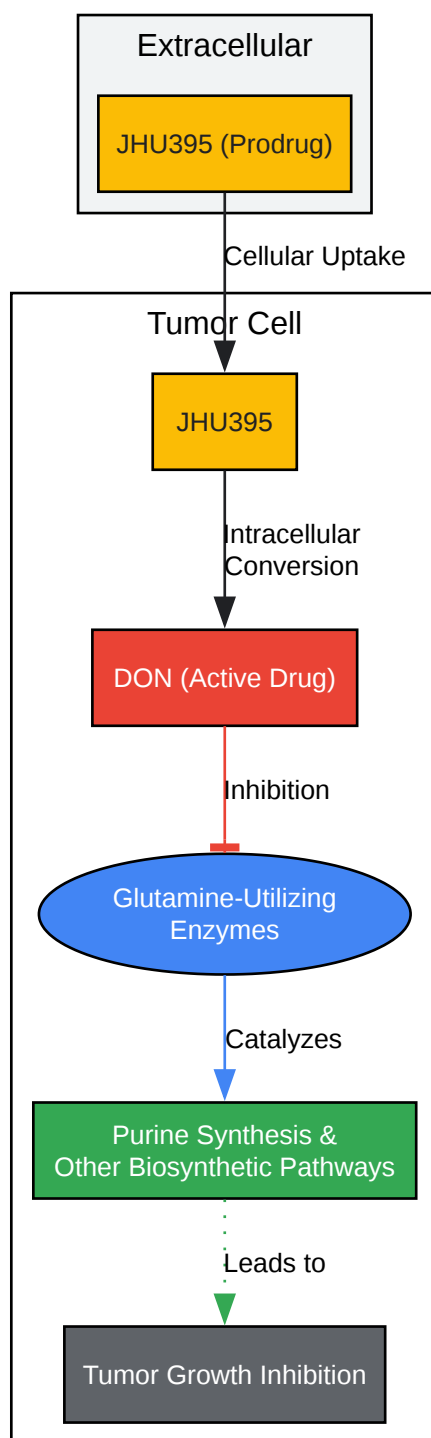 Extracellular
JHU395 (Prodrug)
Cellular Uptake
Tumor Cell
JHU395
Intracellular
Conversion
DON (Active Drug)
Inhibition
Glutamine-Utilizing
Enzymes
Catalyzes
Purine Synthesis &
Other Biosynthetic Pathways
Leads to
Tumor Growth Inhibition